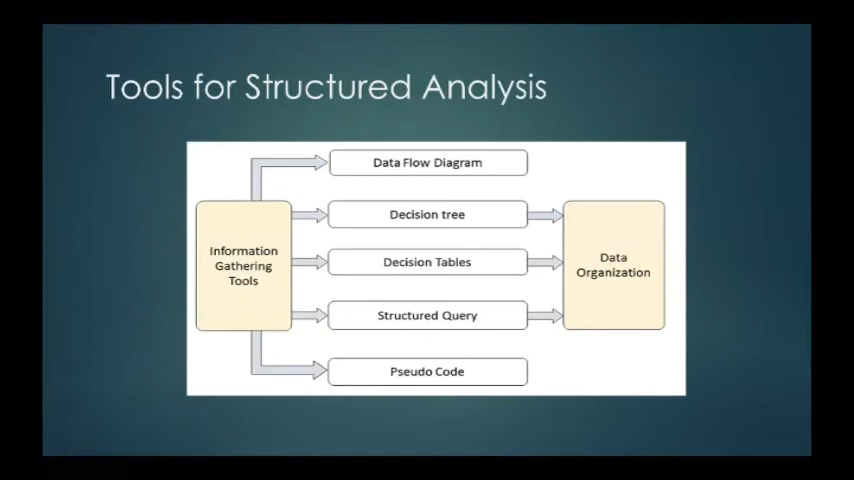 Tools for Structured Analysis
Data Flow Diagram
Decision tree
Information
Gathering
Tools
Decision Tables
Data
Organization
Structured Query
Pseudo Code